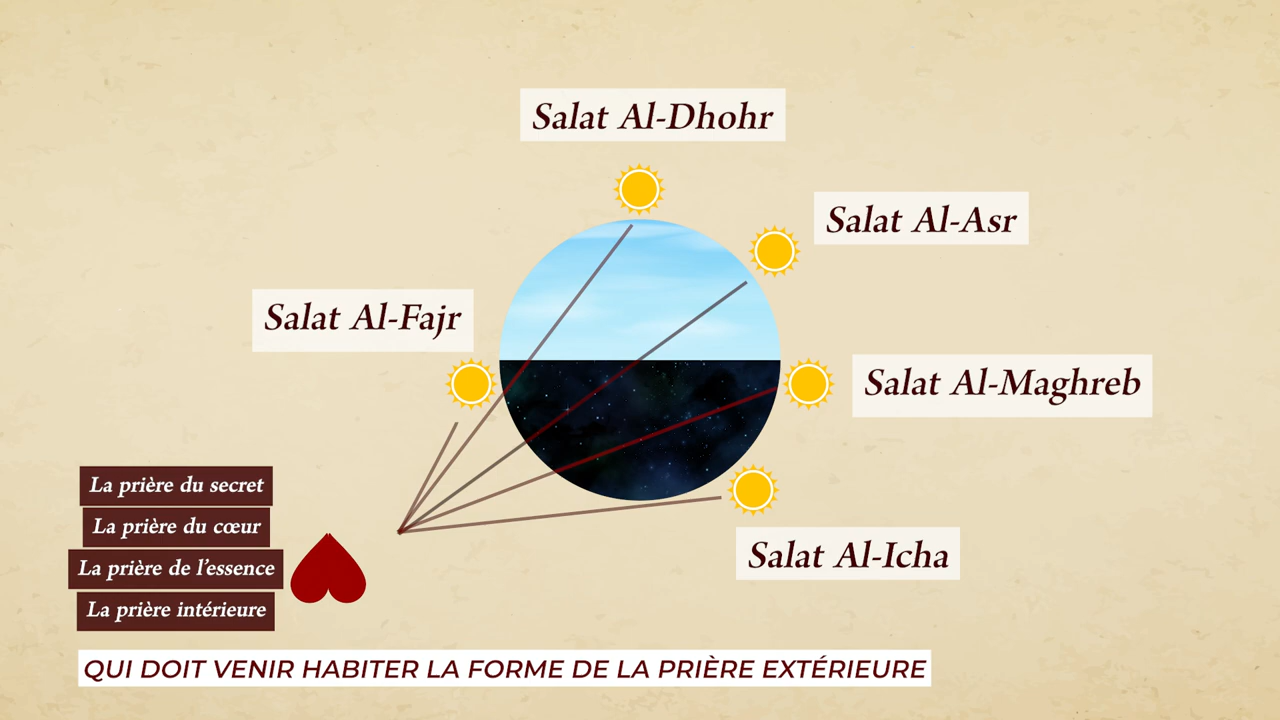 Salat Al-Dhohr
Salat Al-Asr
Salat Al-Fajr
Salat Al-Maghreb
Salat Al-Icha
La prière du secret
La prière du cœur
La prière de l'essence
La prière intérieure
QUI DOIT VENIR HABITER LA FORME DE LA PRIÈRE EXTÉRIEURE